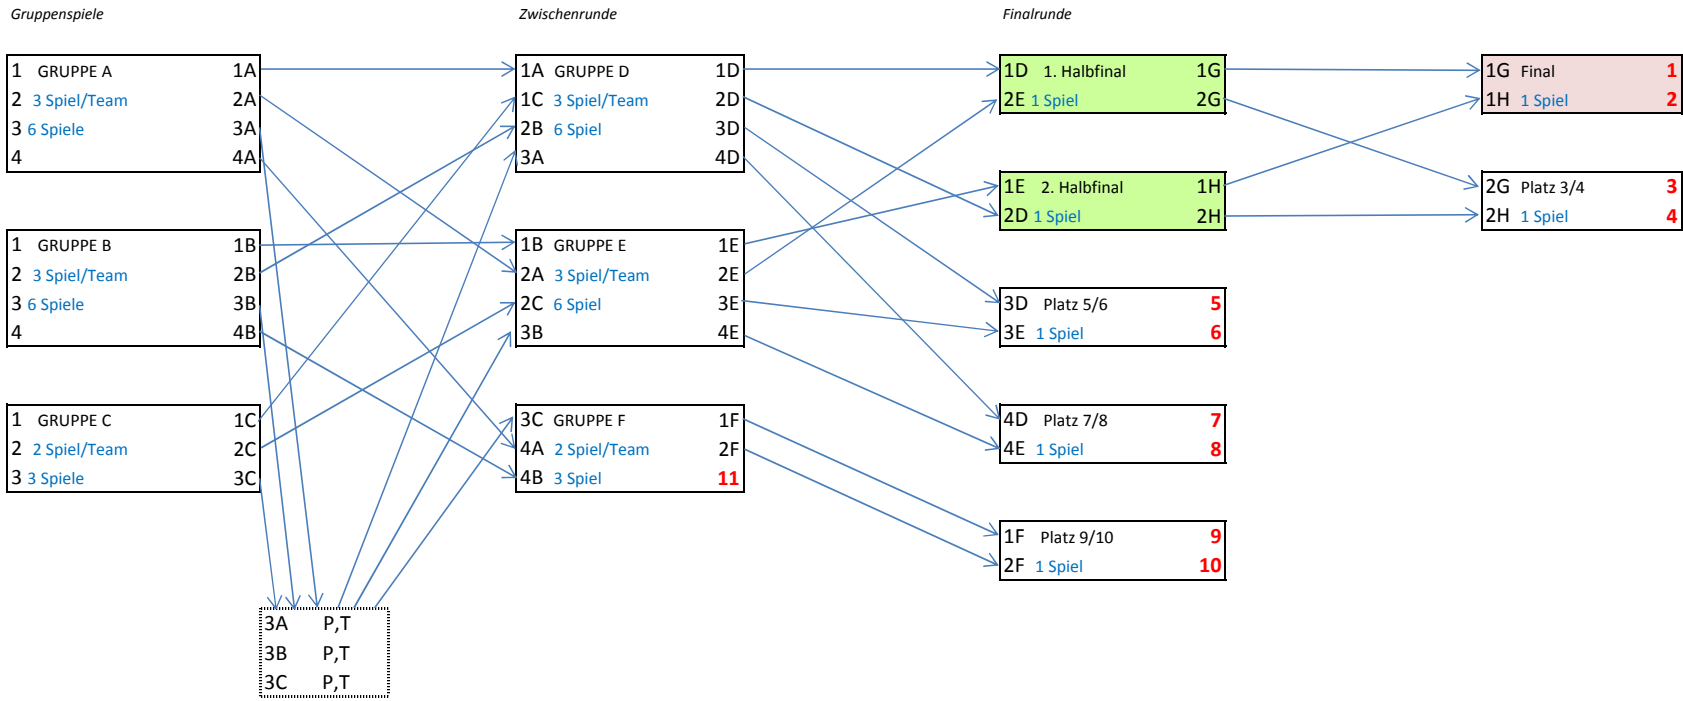 Gruppenspiele
1 GRUPPE A 1A
2 3 Spiel/Team 2A
3 6 Spiele 3A
4 4A
1 GRUPPE B 1B
2 3 Spiel/Team 2B
3 6 Spiele 3B
4 4B
1 GRUPPE C 1C
2 2 Spiel/Team 2C
3 3 Spiele 3C
3A P,T
3B P,T
3C P,T
Zwischenrunde
1A GRUPPE D 1D
1C 3 Spiel/Team 2D
2B 6 Spiel 3D
3A 4D
1B GRUPPE E 1E
2A 3 Spiel/Team 2E
2C 6 Spiel 3E
3B 4E
3C GRUPPE F 1F
4A 2 Spiel/Team 2F
4B 3 Spiel 11
Finalrunde
1D 1. Halbfinal 1G
2E 1 Spiel 2G
1E 2. Halbfinal 1H
2D 1 Spiel 2H
3D Platz 5/6 5
3E 1 Spiel 6
4D Platz 7/8 7
4E 1 Spiel 8
1F Platz 9/10 9
2F 1 Spiel 10
1G Final 1
1H 1 Spiel 2
2G Platz 3/4 3
2H 1 Spiel 4